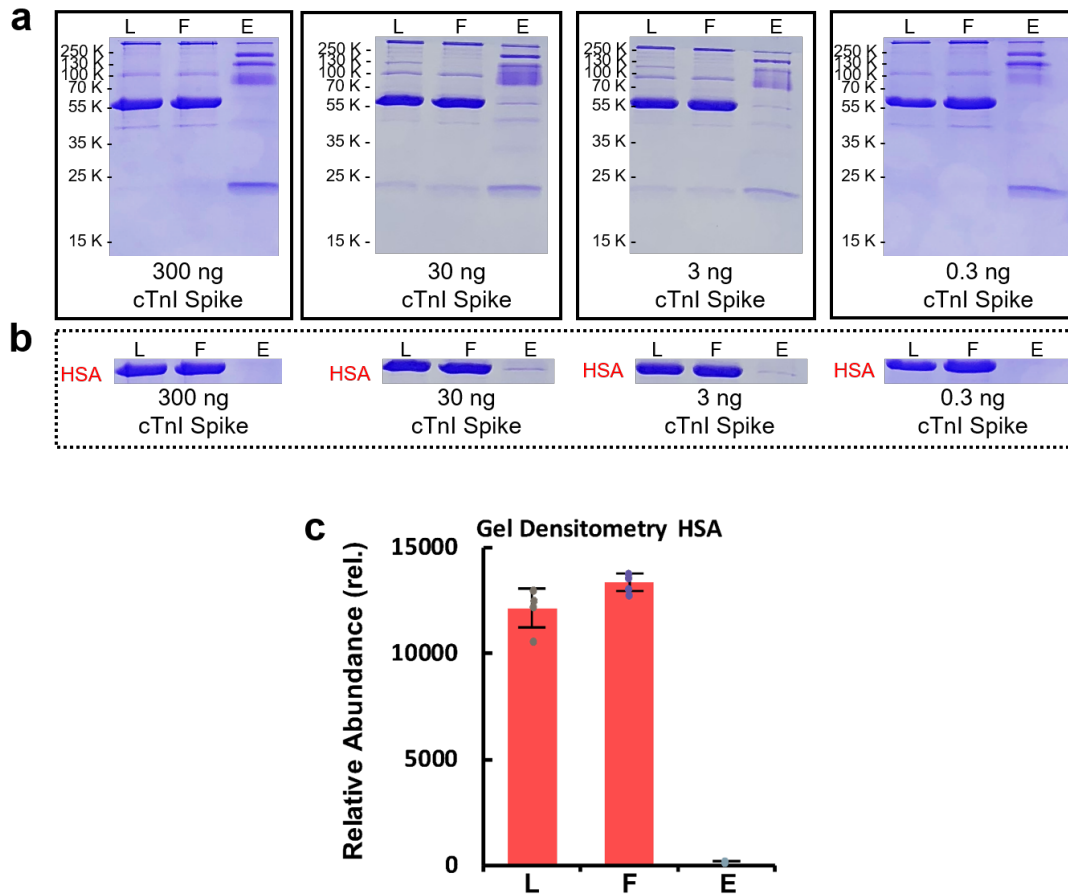 a
L F E
250 K -
130 K -
100 K -
70 K -
55 K -
35 K -
25 K -
15 K -
300 ng
cTnI Spike
L F E
250 K -
130 K -
100 K -
70 K -
55 K -
35 K -
25 K -
15 K -
30 ng
cTnI Spike
L F E
250 K -
130 K -
100 K -
70 K -
55 K -
35 K -
25 K -
15 K -
3 ng
cTnI Spike
L F E
250 K -
130 K -
100 K -
70 K -
55 K -
35 K -
25 K -
15 K -
0.3 ng
cTnI Spike
b
L F E
HSA
300 ng
cTnI Spike
L F E
HSA
30 ng
cTnI Spike
L F E
HSA
3 ng
cTnI Spike
L F E
HSA
0.3 ng
cTnI Spike
c
Gel Densitometry HSA
Relative Abundance (rel.)
15000
10000
5000
0
L F E